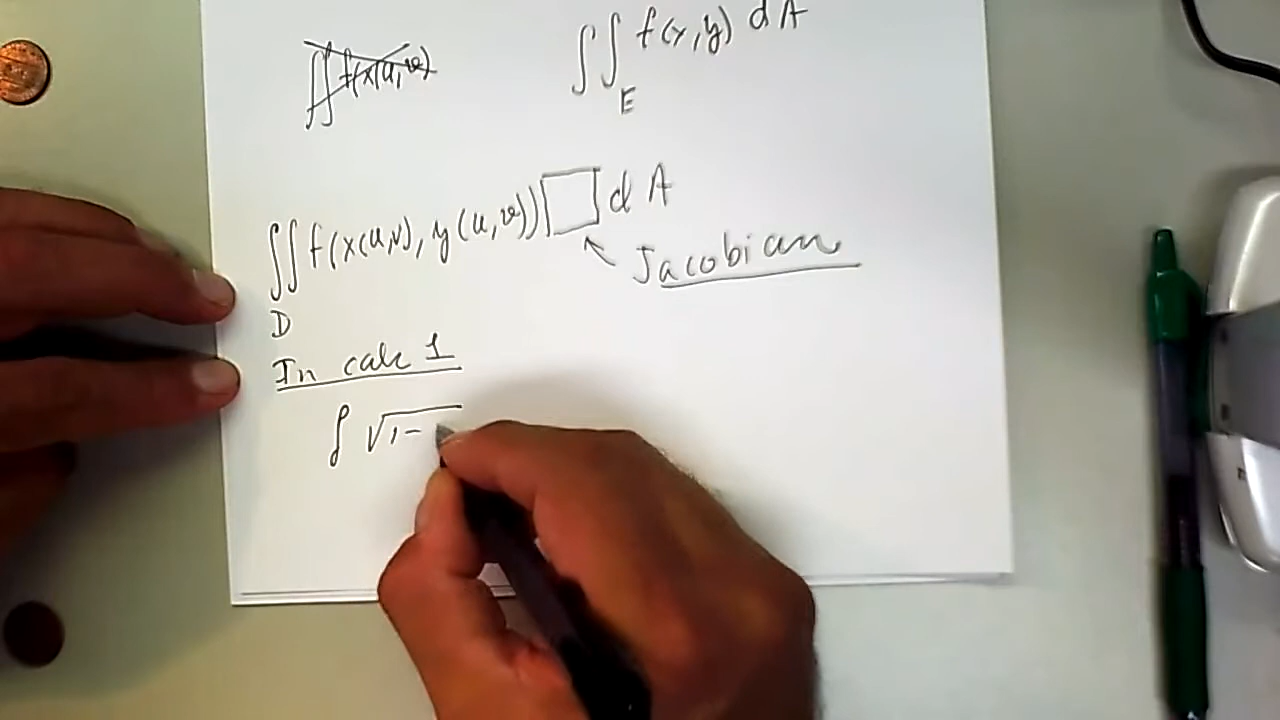 ∬ f(x(u,v)
∬_E f(x,y) dA
∬_D f(x(u,v), y(u,v)) □ dA
↖ Jacobian
In calc 1
∫ √1-